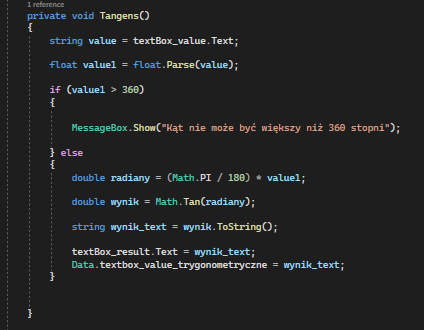 1 reference
private void Tangens()
{
string value = textBox_value.Text;
float value1 = float.Parse(value);
if (value1 > 360)
{
MessageBox.Show("Kąt nie może być większy niż 360 stopni");
} else
{
double radiany = (Math.PI / 180) * value1;
double wynik = Math.Tan(radiany);
string wynik_text = wynik.ToString();
textBox_result.Text = wynik_text;
Data.textbox_value_trygonometryczne = wynik_text;
}
}